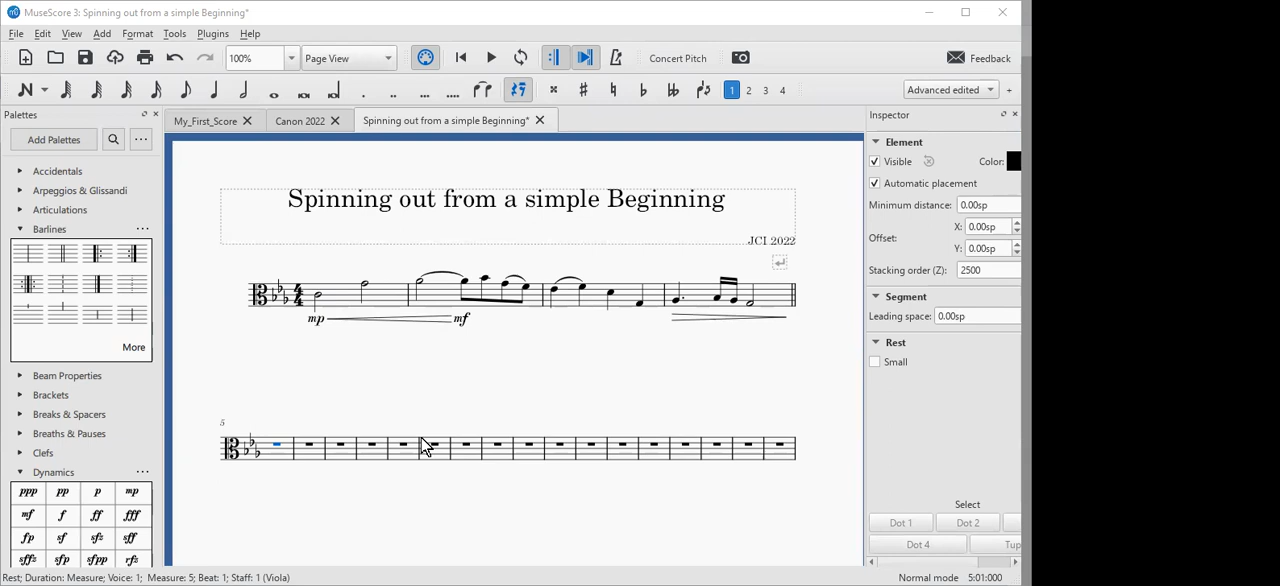 MuseScore 3: Spinning out from a simple Beginning*
File Edit View Add Format Tools Plugins Help
100% Page View Concert Pitch Feedback
1 2 3 4 Advanced edited +
Palettes
Add Palettes ...
Accidentals
Arpeggios & Glissandi
Articulations
Barlines ...
More
Beam Properties
Brackets
Breaks & Spacers
Breaths & Pauses
Clefs
Dynamics ...
ppp pp p mp
mf f ff fff
fp sf sfz sff
sffz sfp sfpp rfz
My_First_Score Canon 2022 Spinning out from a simple Beginning*
Spinning out from a simple Beginning
JCI 2022
mp mf
5
Inspector
Element
Visible Color:
Automatic placement
Minimum distance: 0.00sp
Offset: X: 0.00sp
Y: 0.00sp
Stacking order (Z): 2500
Segment
Leading space: 0.00sp
Rest
Small
Select
Dot 1 Dot 2
Dot 4 Tup
Rest; Duration: Measure; Voice: 1; Measure: 5; Beat: 1; Staff: 1 (Viola) Normal mode 5:01:000